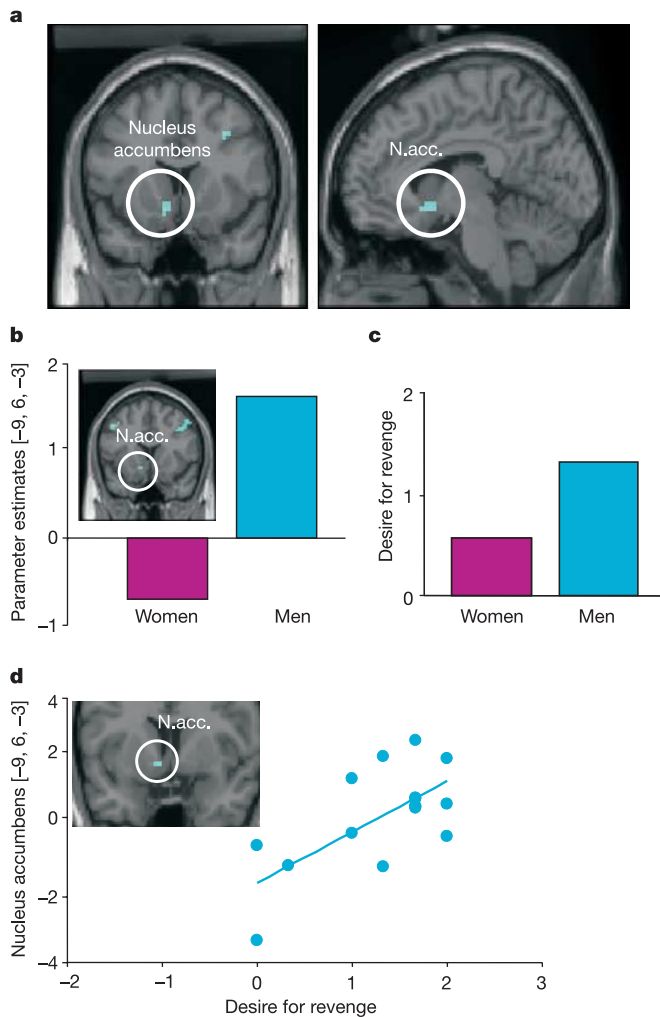 a
Nucleus
accumbens
N.acc.
b
Parameter estimates [−9, 6, −3]
2
1
0
−1
N.acc.
Women
Men
c
Desire for revenge
2
1
0
Women
Men
d
Nucleus accumbens [−9, 6, −3]
4
2
0
−2
−4
N.acc.
−2
−1
0
1
2
3
Desire for revenge